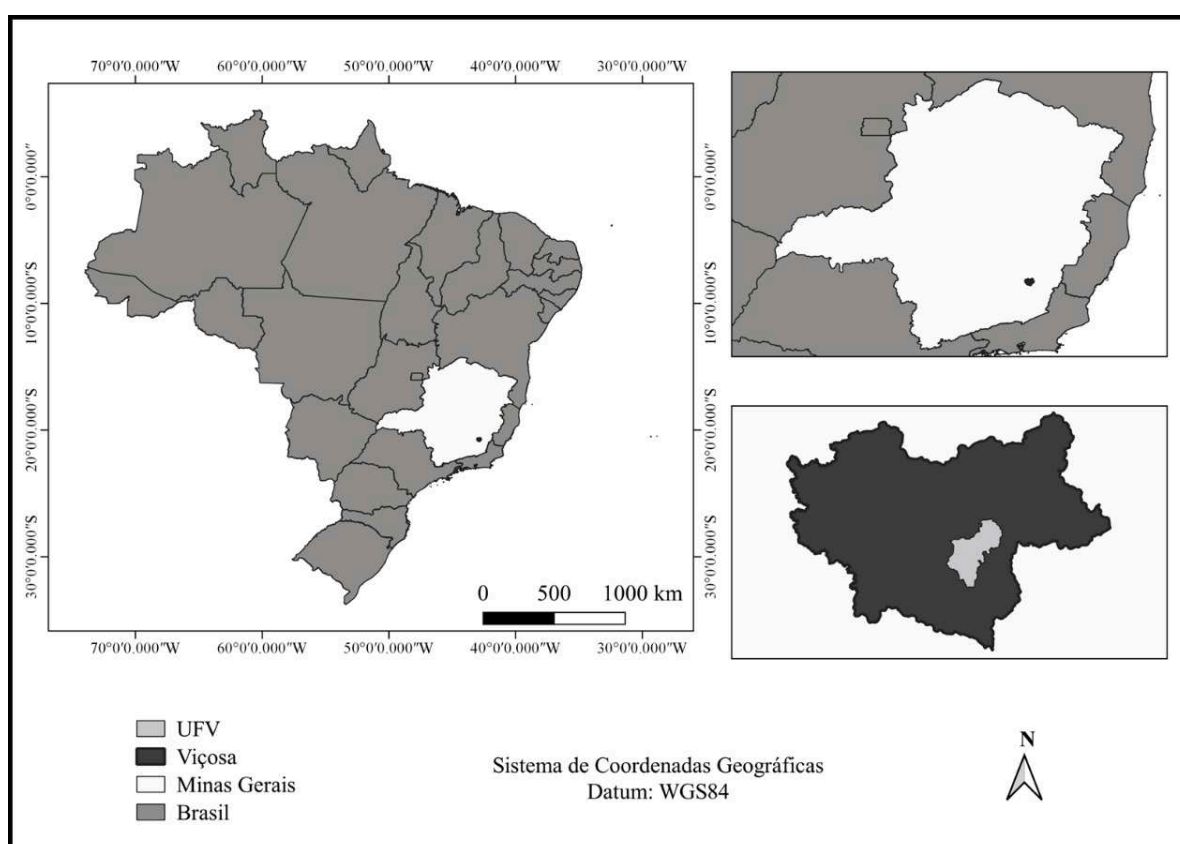 70°0'0.000"W 60°0'0.000"W 50°0'0.000"W 40°0'0.000"W 30°0'0.000"W
0°0'0.000"
10°0'0.000"S
20°0'0.000"S
30°0'0.000"S
0°0'0.000"
10°0'0.000"S
20°0'0.000"S
30°0'0.000"S
0 500 1000 km
70°0'0.000"W 60°0'0.000"W 50°0'0.000"W 40°0'0.000"W 30°0'0.000"W
UFV
Viçosa
Minas Gerais
Brasil
Sistema de Coordenadas Geográficas
Datum: WGS84
N